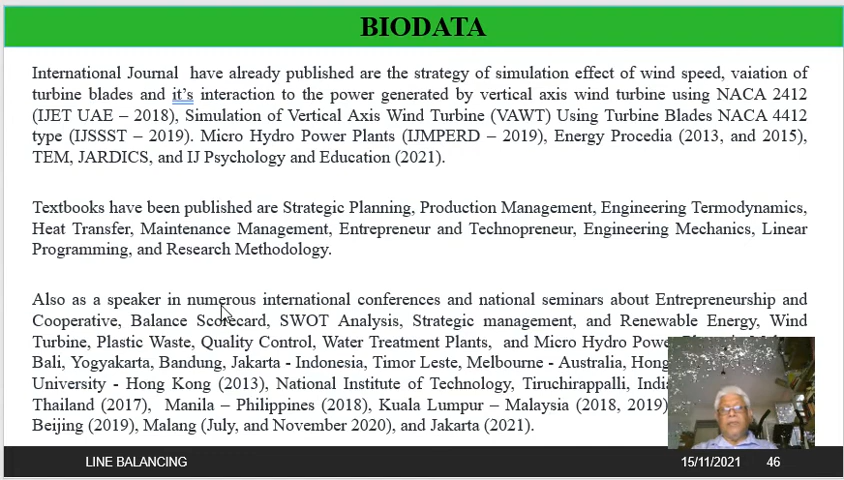 BIODATA
International Journal have already published are the strategy of simulation effect of wind speed, vaiation of
turbine blades and it's interaction to the power generated by vertical axis wind turbine using NACA 2412
(IJET UAE – 2018), Simulation of Vertical Axis Wind Turbine (VAWT) Using Turbine Blades NACA 4412
type (IJSSST – 2019). Micro Hydro Power Plants (IJMPERD – 2019), Energy Procedia (2013, and 2015),
TEM, JARDICS, and IJ Psychology and Education (2021).
Textbooks have been published are Strategic Planning, Production Management, Engineering Termodynamics,
Heat Transfer, Maintenance Management, Entrepreneur and Technopreneur, Engineering Mechanics, Linear
Programming, and Research Methodology.
Also as a speaker in numerous international conferences and national seminars about Entrepreneurship and
Cooperative, Balance Scorecard, SWOT Analysis, Strategic management, and Renewable Energy, Wind
Turbine, Plastic Waste, Quality Control, Water Treatment Plants, and Micro Hydro
Bali, Yogyakarta, Bandung, Jakarta - Indonesia, Timor Leste, Melbourne - Australia, Hong
University - Hong Kong (2013), National Institute of Technology, Tiruchirappalli,
Thailand (2017), Manila – Philippines (2018), Kuala Lumpur – Malaysia (2018, 2019)
Beijing (2019), Malang (July, and November 2020), and Jakarta (2021).
LINE BALANCING 15/11/2021 46